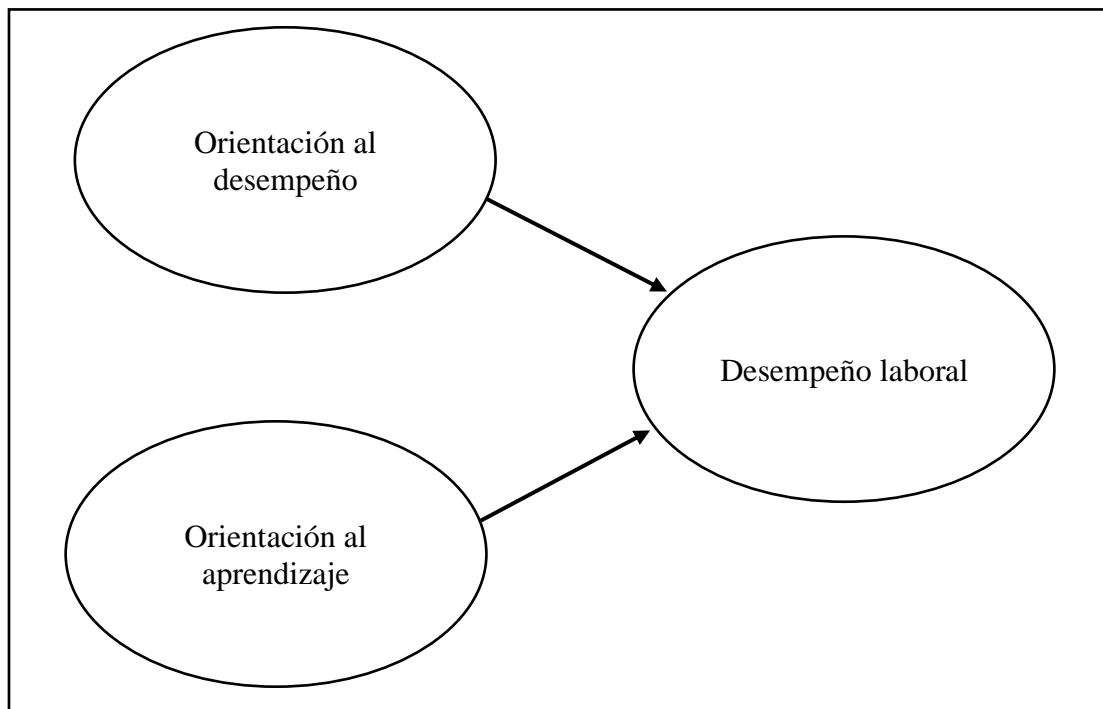 Orientación al
desempeño
Desempeño laboral
Orientación al
aprendizaje